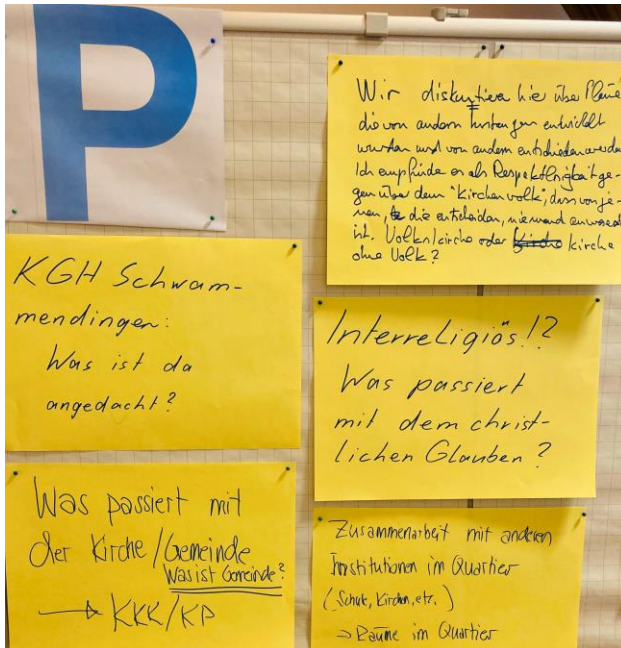 P
Wir diskutieren hier über Pläne
die von andern hinten entwickelt
wurden und von andern entschieden werden
Ich empfinde es als Respektlosigkeit ge-
gen über dem "Kirchenvolk", dass von je-
nen, die entscheiden, niemand anwesend
ist. Volkskirche oder Kirche kirche
ohne Volk?
KGH Schwam-
mendingen:
Was ist da
angedacht?
Interreligiös!?
Was passiert
mit dem christ-
lichen Glauben?
Was passiert mit
der Kirche/Gemeinde
Was ist Gemeinde?
→ KKK/KP
Zusammenarbeit mit anderen
Institutionen im Quartier
(Schule, Kirchen, etc.)
→ Räume im Quartier